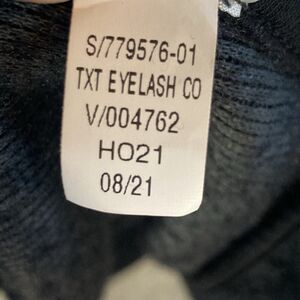 S/779576-01
TXT EYELASH CO
V/004762
HO21
08/21